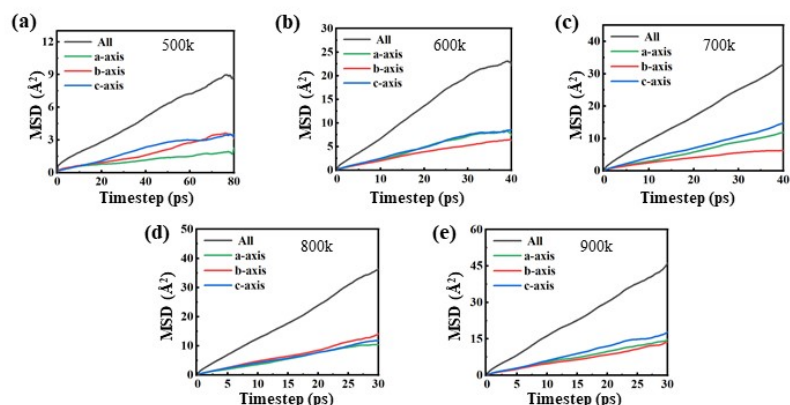 (a)
500k
All
a-axis
b-axis
c-axis
MSD (Å²)
12
9
6
3
0
0 20 40 60 80
Timestep (ps)
(b)
600k
All
a-axis
b-axis
c-axis
MSD (Å²)
30
25
20
15
10
5
0
0 10 20 30 40
Timestep (ps)
(c)
700k
All
a-axis
b-axis
c-axis
MSD (Å²)
40
30
20
10
0
0 10 20 30 40
Timestep (ps)
(d)
800k
All
a-axis
b-axis
c-axis
MSD (Å²)
50
40
30
20
10
0
0 5 10 15 20 25 30
Timestep (ps)
(e)
900k
All
a-axis
b-axis
c-axis
MSD (Å²)
60
45
30
15
0
0 5 10 15 20 25 30
Timestep (ps)